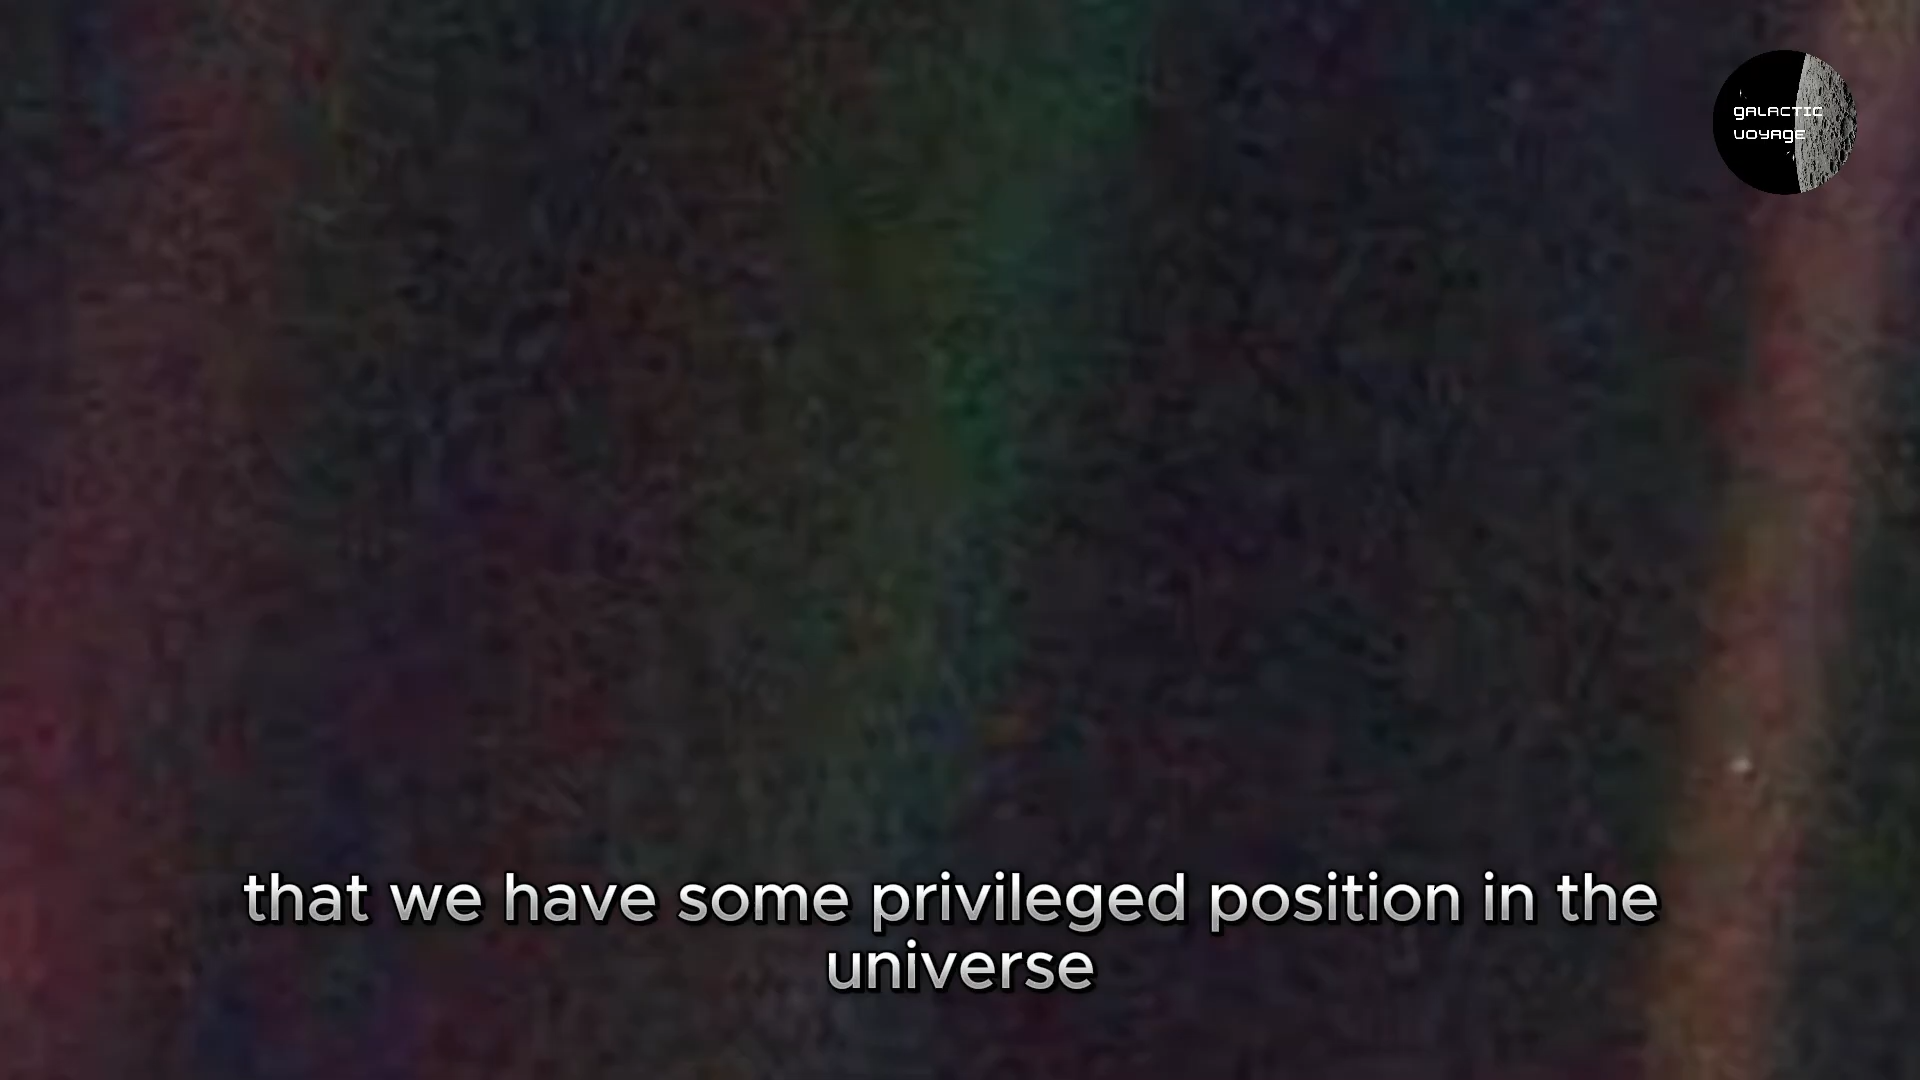 GALACTIC
VOYAGE
that we have some privileged position in the
universe